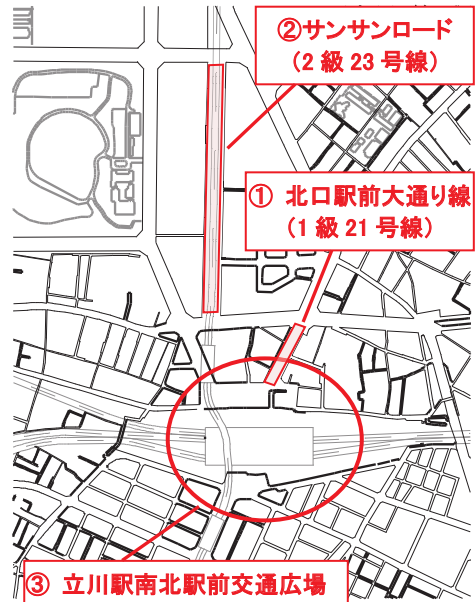 ②サンサンロード
（2 級 23 号線）
① 北口駅前大通り線
（1 級 21 号線）
③ 立川駅南北駅前交通広場